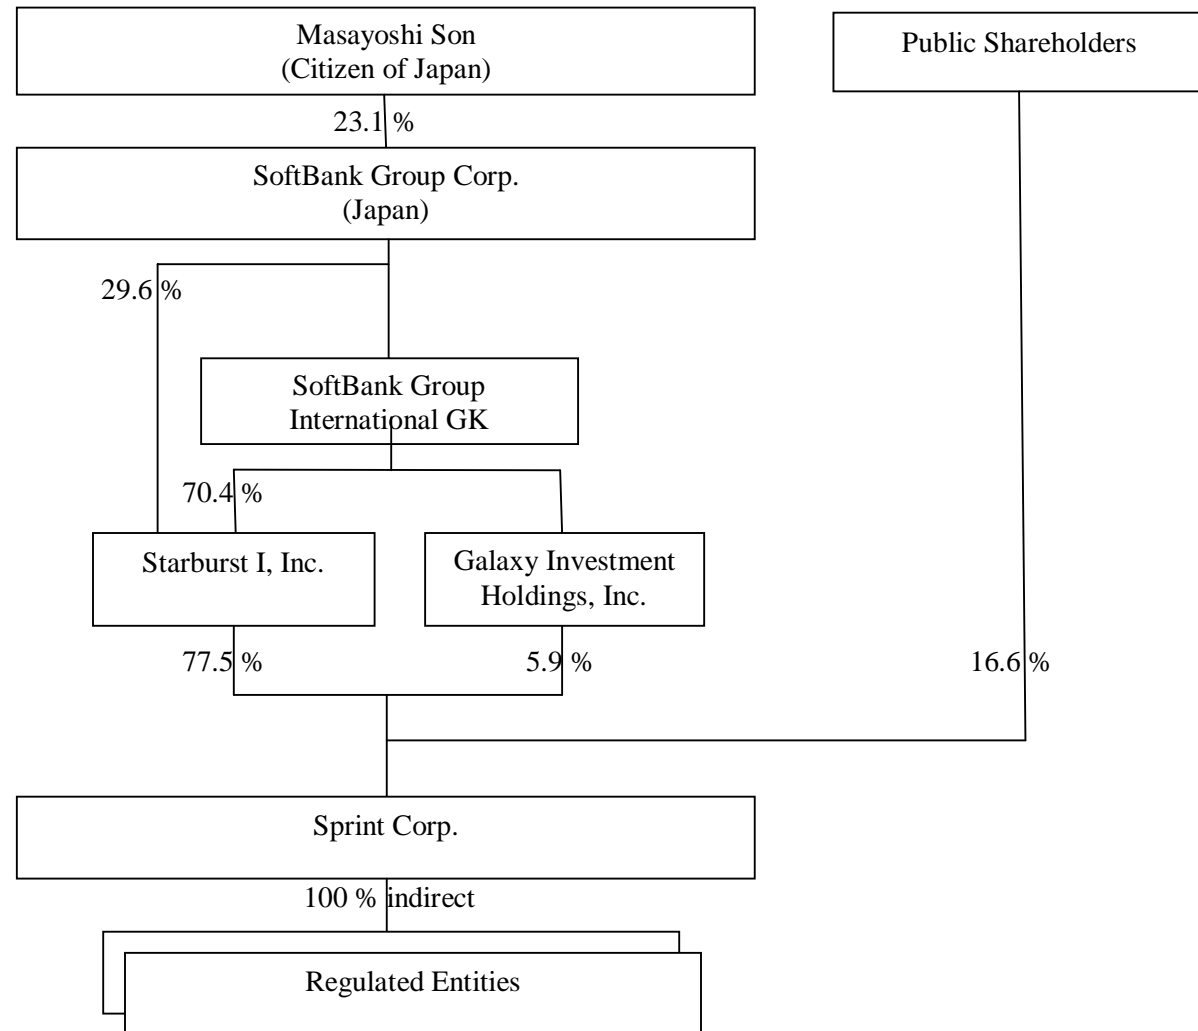 Masayoshi Son
(Citizen of Japan)
Public Shareholders
23.1 %
SoftBank Group Corp.
(Japan)
29.6 %
SoftBank Group
International GK
70.4 %
Starburst I, Inc.
Galaxy Investment
Holdings, Inc.
77.5 %
5.9 %
16.6 %
Sprint Corp.
100 % indirect
Regulated Entities